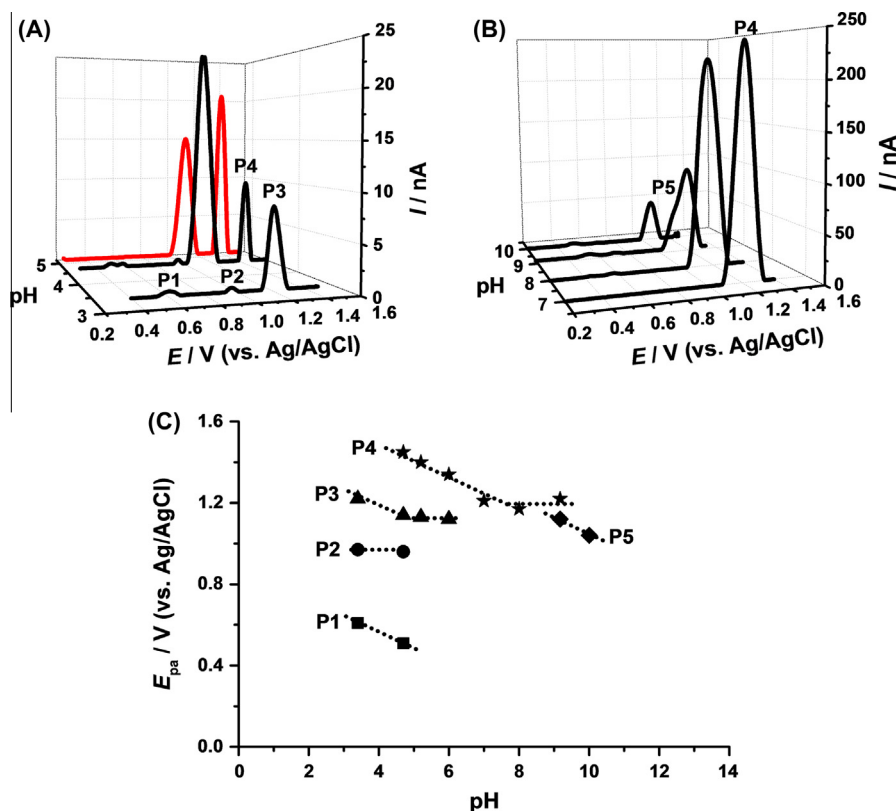 (A)
25
20
15
10
5
0
I / nA
P4
P3
P1
P2
5
4
3
pH
0.2 0.4 0.6 0.8 1.0 1.2 1.4 1.6
E / V (vs. Ag/AgCl)
(B)
250
200
150
100
50
0
I / nA
P4
P5
10
9
8
7
pH
0.2 0.4 0.6 0.8 1.0 1.2 1.4 1.6
E / V (vs. Ag/AgCl)
(C)
1.6
1.2
0.8
0.4
0.0
Epa / V (vs. Ag/AgCl)
P4
P3
P2
P1
P5
0 2 4 6 8 10 12 14
pH